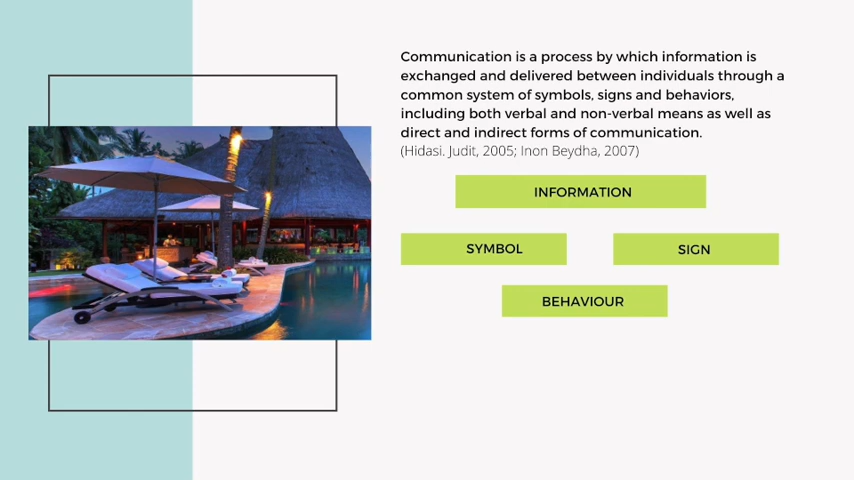 Communication is a process by which information is
exchanged and delivered between individuals through a
common system of symbols, signs and behaviors,
including both verbal and non-verbal means as well as
direct and indirect forms of communication.
(Hidasi. Judit, 2005; Inon Beydha, 2007)
INFORMATION
SYMBOL
SIGN
BEHAVIOUR